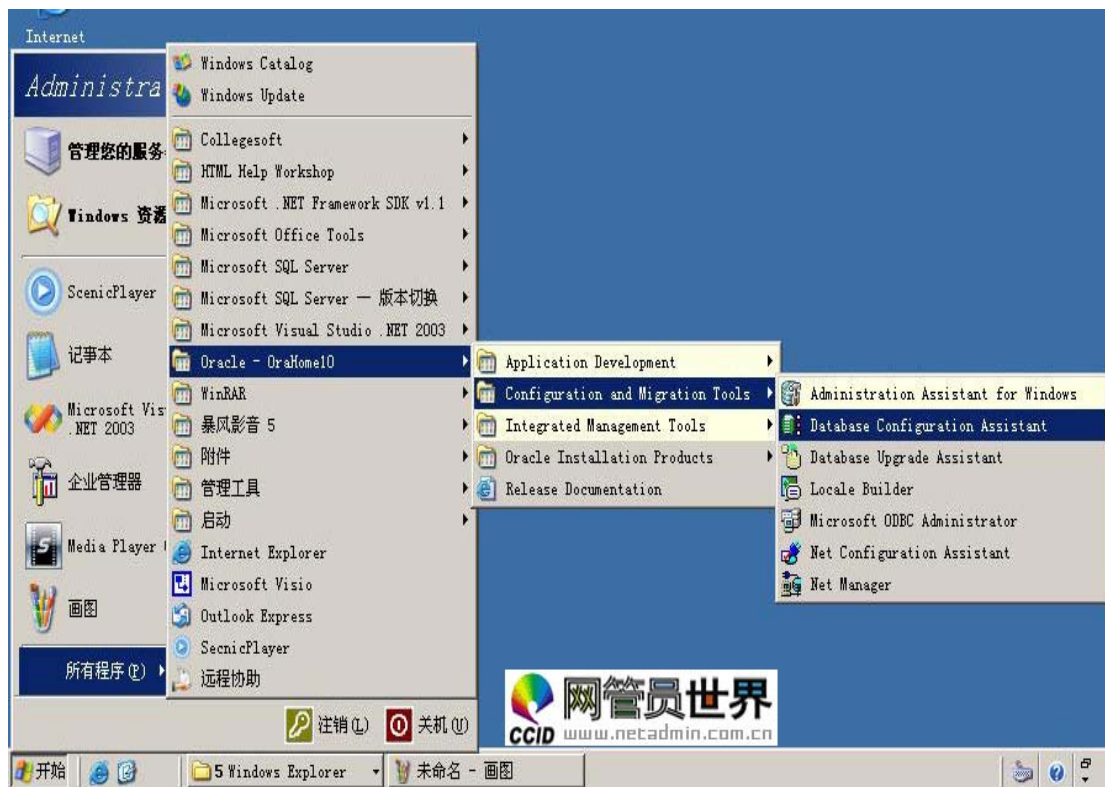 Internet
Administra
管理您的服务
Windows 资源
ScenicPlayer
记事本
Microsoft Vis
.NET 2003
企业管理器
Media Player
画图
所有程序(P)
Windows Catalog
Windows Update
Collegesoft
HTML Help Workshop
Microsoft .NET Framework SDK v1.1
Microsoft Office Tools
Microsoft SQL Server
Microsoft SQL Server — 版本切换
Microsoft Visual Studio .NET 2003
Oracle - OraHome10
WinRAR
暴风影音 5
附件
管理工具
启动
Internet Explorer
Microsoft Visio
Outlook Express
SecnicPlayer
远程协助
Application Development
Configuration and Migration Tools
Integrated Management Tools
Oracle Installation Products
Release Documentation
Administration Assistant for Windows
Database Configuration Assistant
Database Upgrade Assistant
Locale Builder
Microsoft ODBC Administrator
Net Configuration Assistant
Net Manager
注销(L)
关机(U)
网管员世界
CCID www.netadmin.com.cn
开始
5 Windows Explorer
未命名 - 画图